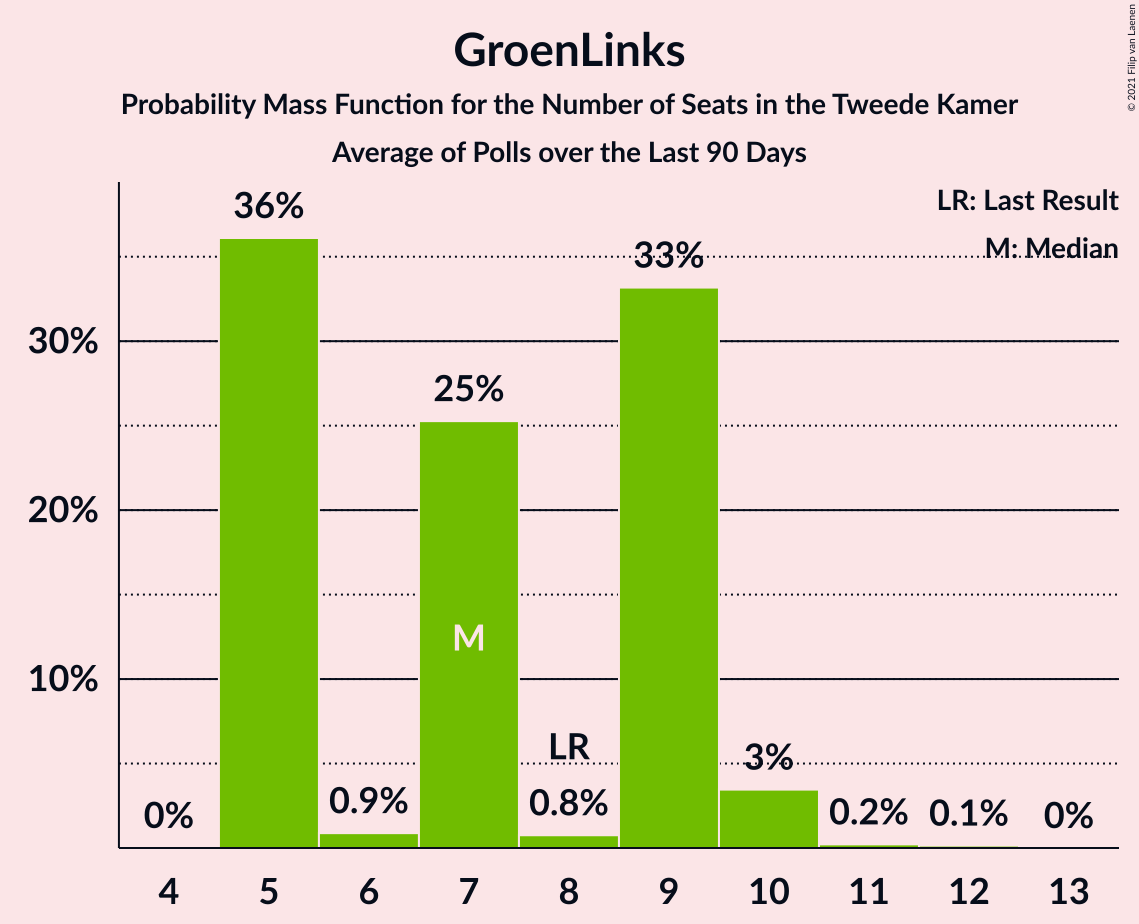 GroenLinks
Probability Mass Function for the Number of Seats in the Tweede Kamer
Average of Polls over the Last 90 Days
© 2021 Filip van Laenen
LR: Last Result
M: Median
36%
33%
30%
25%
20%
M
10%
LR
3%
0%
0.9%
0.8%
0.2%
0.1%
0%
4 5 6 7 8 9 10 11 12 13